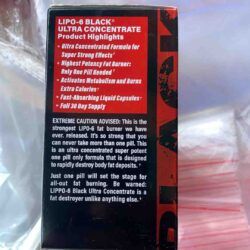 LIPO-6 BLACK®
ULTRA CONCENTRATE
Product Highlights
• Ultra Concentrated Formula for
Super Strong Effects†
• Highest Potency Fat Burner:
Only One Pill Needed†
• Activates Metabolism and Burns
Extra Calories†
• Fast-Absorbing Liquid Capsules†
• Full 30 Day Supply
EXTREME CAUTION ADVISED: This is the
strongest LIPO-6 fat burner we have
ever released. It's so strong that you
can never take more than one pill. This
is an ultra concentrated super potent
one pill only formula that is designed
to rapidly destroy body fat deposits.
Just one pill will set the stage for
all-out fat burning. Be warned:
LIPO-6 Black Ultra Concentrate is a
fat destroyer unlike anything else.
BLACK